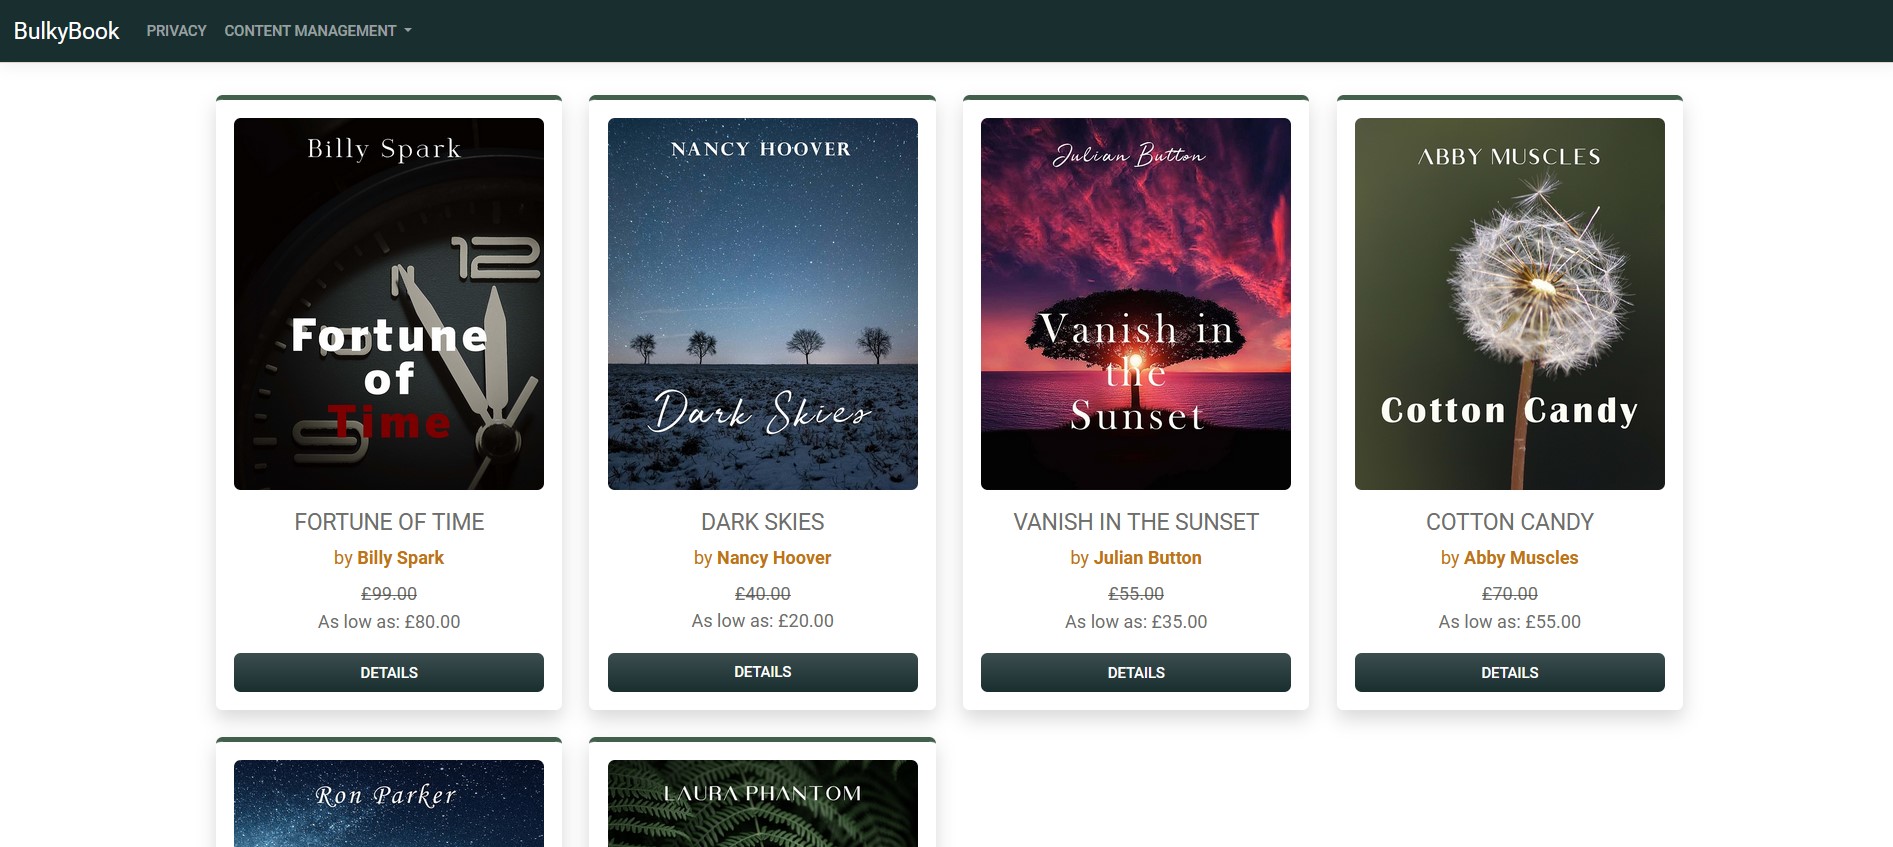 BulkyBook PRIVACY CONTENT MANAGEMENT
Billy Spark
12
Fortune
of
Time
9
NANCY HOOVER
Dark Skies
Julian Button
Vanish in
the
Sunset
ABBY MUSCLES
Cotton Candy
FORTUNE OF TIME
by Billy Spark
£99.00
As low as: £80.00
DETAILS
DARK SKIES
by Nancy Hoover
£40.00
As low as: £20.00
DETAILS
VANISH IN THE SUNSET
by Julian Button
£55.00
As low as: £35.00
DETAILS
COTTON CANDY
by Abby Muscles
£70.00
As low as: £55.00
DETAILS
Ron Parker
LAURA PHANTOM